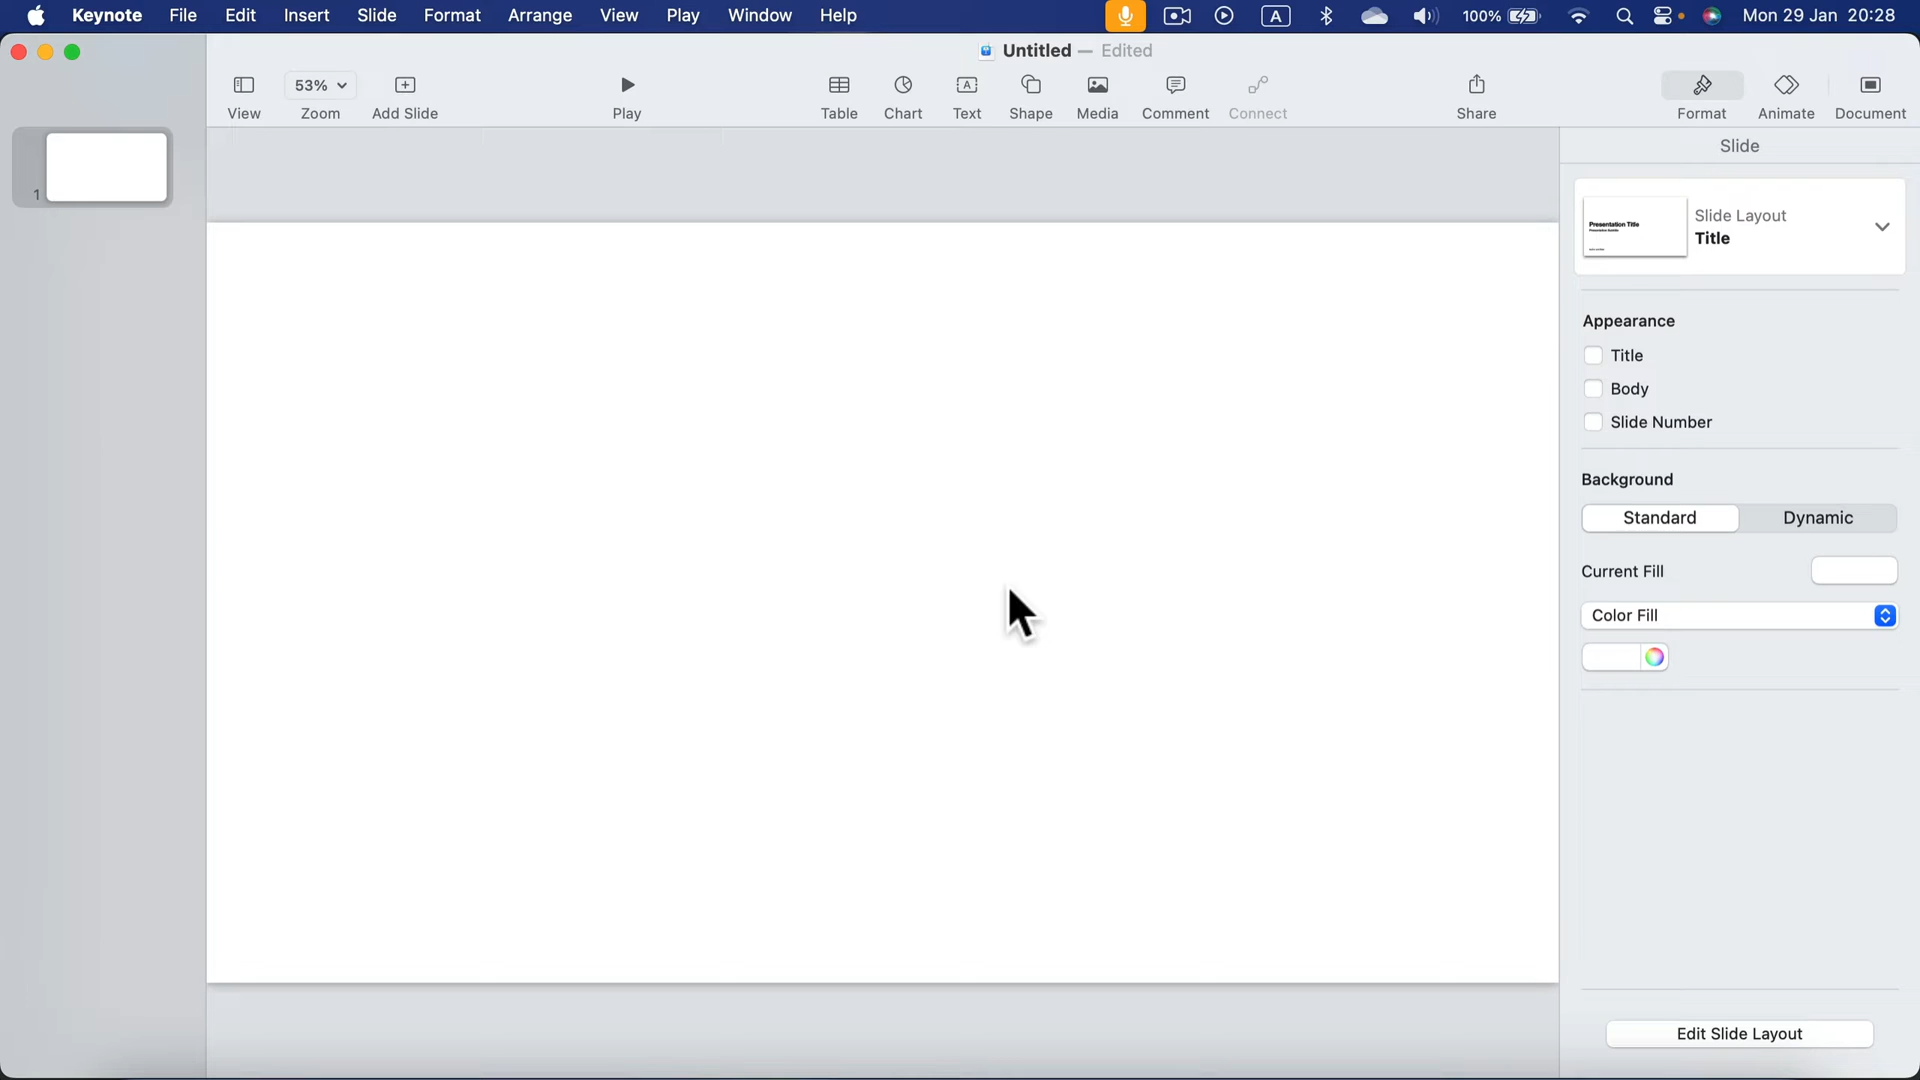 Keynote File Edit Insert Slide Format Arrange View Play Window Help A 100% Mon 29 Jan 20:28
Untitled — Edited
53%
View Zoom Add Slide Play Table Chart A Text Shape Media Comment Connect Share Format Animate Document
1
Slide
Presentation Title
Slide Layout
Title
Appearance
Title
Body
Slide Number
Background
Standard Dynamic
Current Fill
Color Fill
Edit Slide Layout